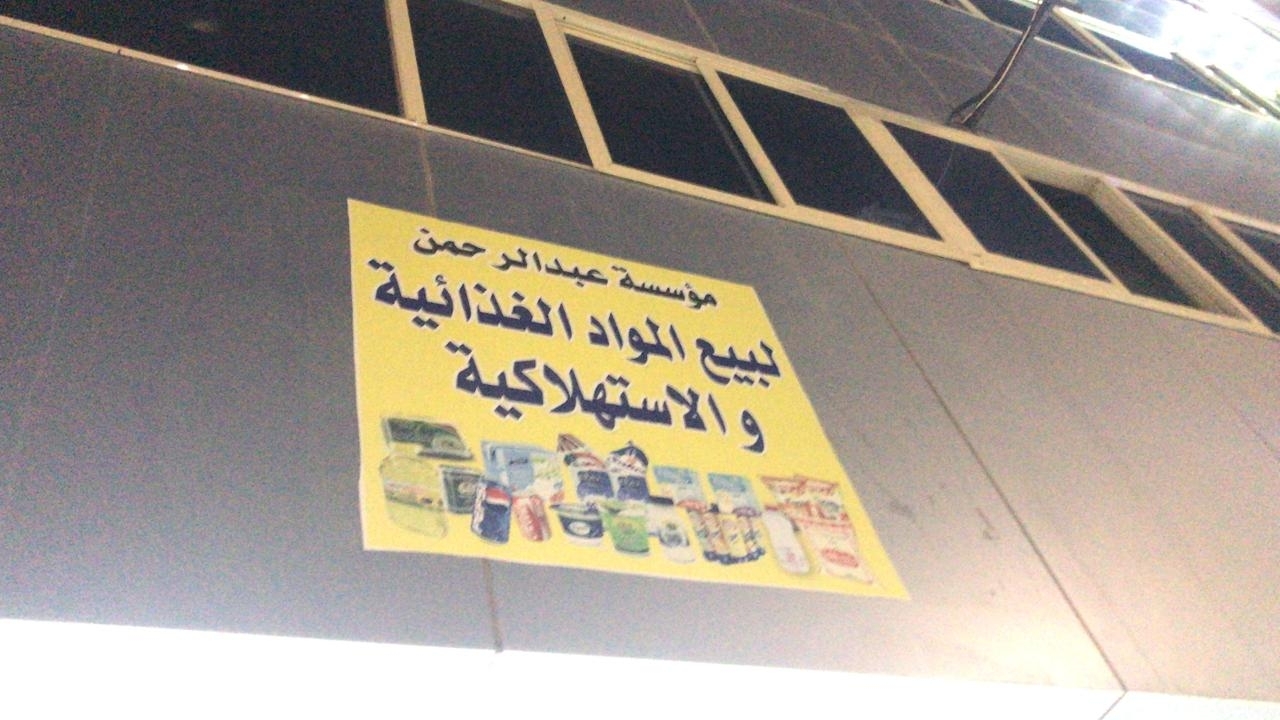 مؤسسة عبدالرحمن
لبيع المواد الغذائية
و الاستهلاكية